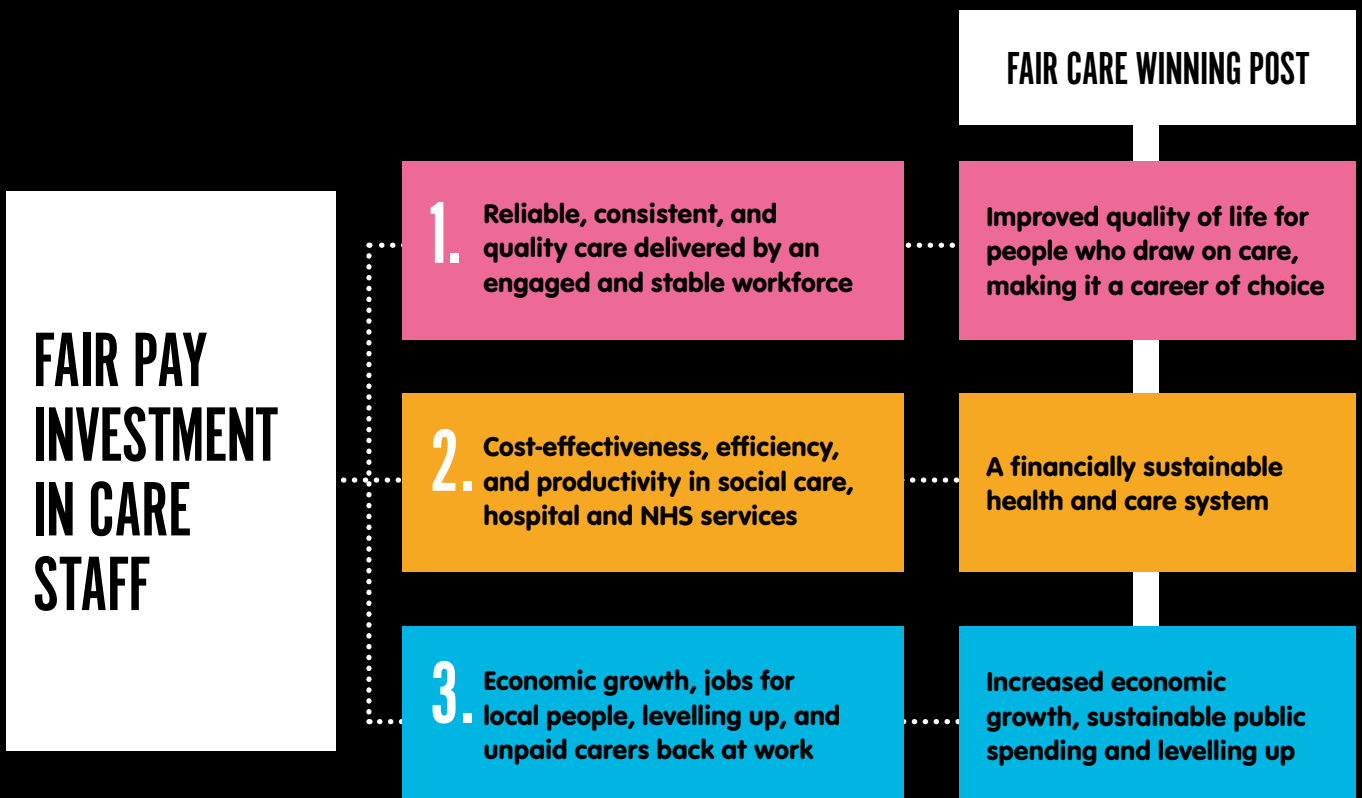 FAIR CARE WINNING POST
FAIR PAY
INVESTMENT
IN CARE
STAFF
1. Reliable, consistent, and
quality care delivered by an
engaged and stable workforce
Improved quality of life for
people who draw on care,
making it a career of choice
2. Cost-effectiveness, efficiency,
and productivity in social care,
hospital and NHS services
A financially sustainable
health and care system
3. Economic growth, jobs for
local people, levelling up, and
unpaid carers back at work
Increased economic
growth, sustainable public
spending and levelling up